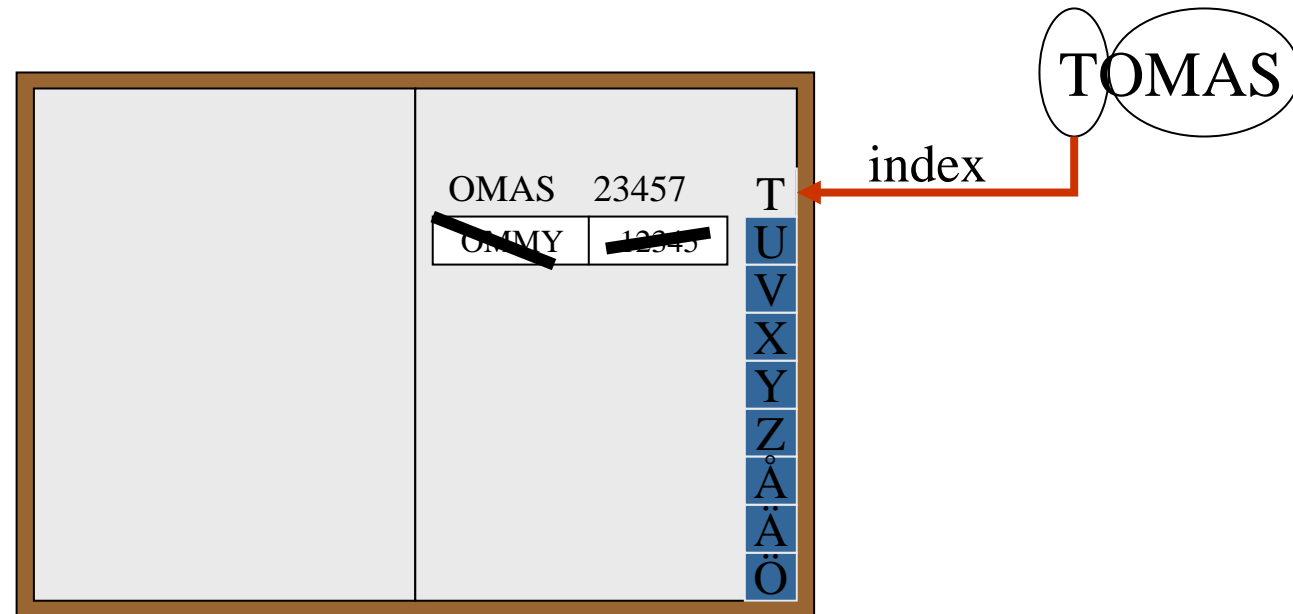 TOMAS
index
OMAS 23457 T
OMMY 12345 U
V
X
Y
Z
Å
Ä
Ö